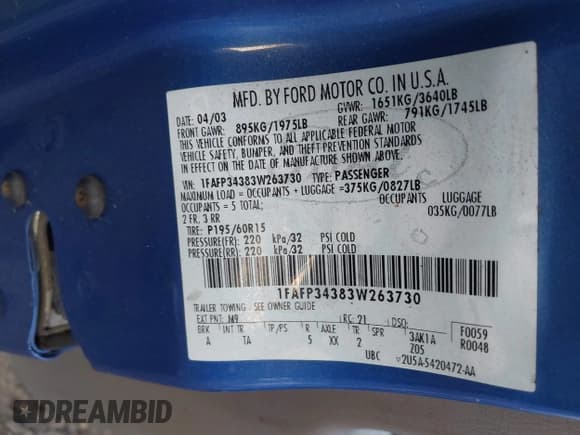 MFD. BY FORD MOTOR CO. IN U.S.A.
DATE: 04/03 GVWR: 1651KG/3640LB
FRONT GAWR: 895KG/1975LB REAR GAWR: 791KG/1745LB
THIS VEHICLE CONFORMS TO ALL APPLICABLE FEDERAL MOTOR
VEHICLE SAFETY, BUMPER, AND THEFT PREVENTION STANDARDS
IN EFFECT ON THE DATE OF MANUFACTURE SHOWN ABOVE.
VIN: 1FAFP34383W263730 TYPE: PASSENGER
MAXIMUM LOAD = OCCUPANTS + LUGGAGE =375KG/0827LB
OCCUPANTS = 5 TOTAL; OCCUPANTS LUGGAGE
2 FR, 3 RR 035KG/0077LB
TIRE: P195/60R15
PRESSURE(FR): 220 kPa/32 PSI COLD
PRESSURE(RR): 220 kPa/32 PSI COLD
1FAFP34383W263730
TRAILER TOWING - SEE OWNER GUIDE
EXT PNT: M9 RC: 21 DSO:
BRK INT TR TP/PS R AXLE TR SPR 3AK1A F0059
A TA 5 XX 2 Z05 R0048
UBC 2U5A-5420472-AA
DREAMBID